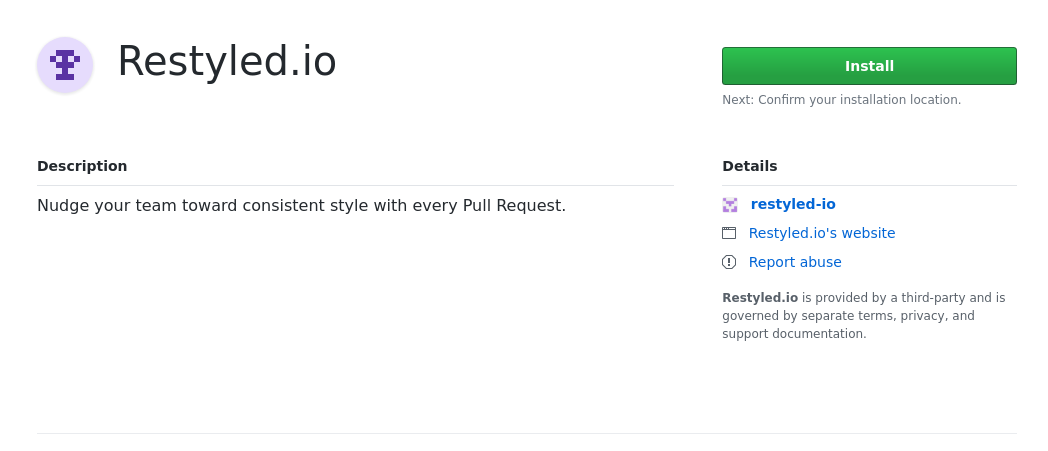 Restyled.io
Install
Next: Confirm your installation location.
Description
Nudge your team toward consistent style with every Pull Request.
Details
restyled-io
Restyled.io's website
Report abuse
Restyled.io is provided by a third-party and is
governed by separate terms, privacy, and
support documentation.